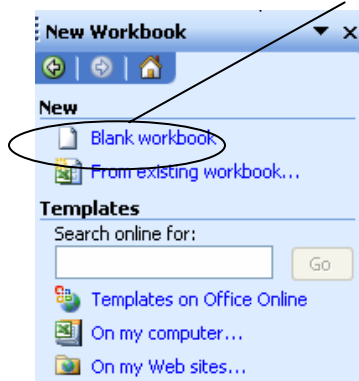 New Workbook
New
Blank workbook
From existing workbook...
Templates
Search online for:
Go
Templates on Office Online
On my computer...
On my Web sites...